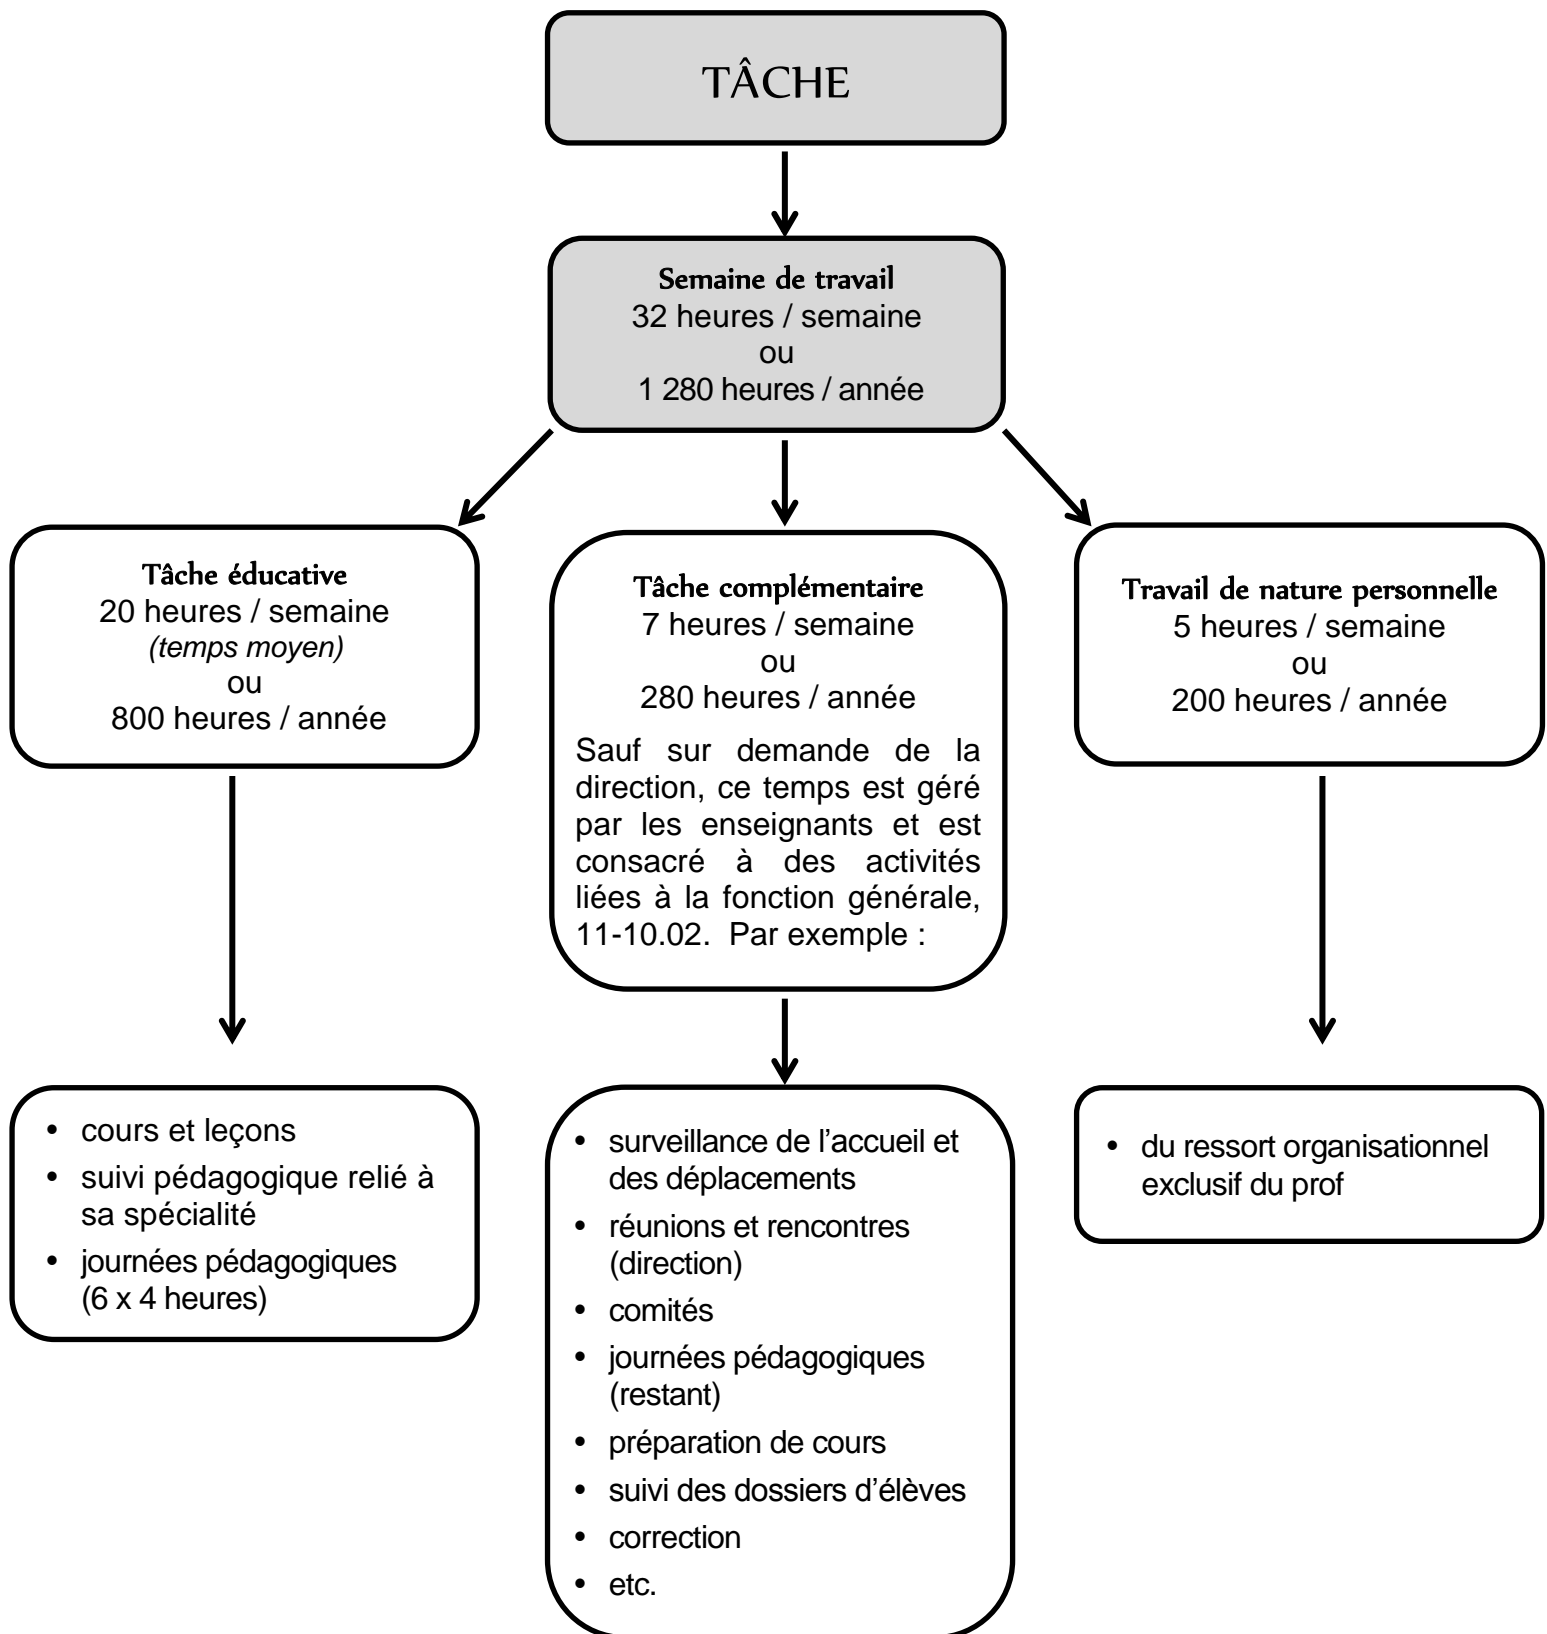 TÂCHE
Semaine de travail
32 heures / semaine
ou
1 280 heures / année
Tâche éducative
20 heures / semaine
(temps moyen)
ou
800 heures / année
Tâche complémentaire
7 heures / semaine
ou
280 heures / année
Sauf sur demande de la
direction, ce temps est géré
par les enseignants et est
consacré à des activités
liées à la fonction générale,
11-10.02. Par exemple :
Travail de nature personnelle
5 heures / semaine
ou
200 heures / année
• cours et leçons
• suivi pédagogique relié à
sa spécialité
• journées pédagogiques
(6 x 4 heures)
• surveillance de l’accueil et
des déplacements
• réunions et rencontres
(direction)
• comités
• journées pédagogiques
(restant)
• préparation de cours
• suivi des dossiers d’élèves
• correction
• etc.
• du ressort organisationnel
exclusif du prof